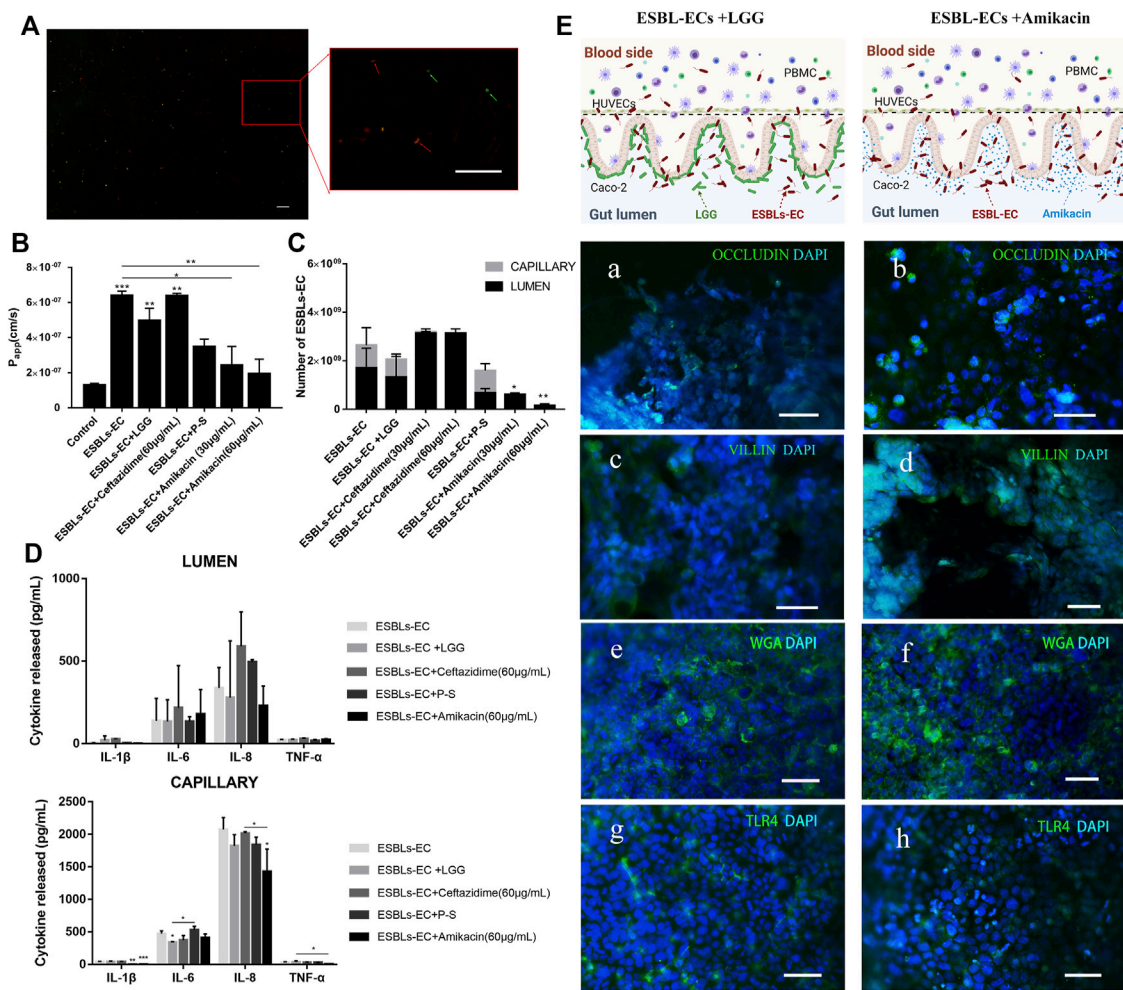 A
B
P_app(cm/s)
8×10^-07
6×10^-07
4×10^-07
2×10^-07
0
***
**
**
*
**
Control
ESBLs-EC
ESBLs-EC+LGG
ESBLs-EC+Ceftazidime(60μg/mL)
ESBLs-EC+P-S
ESBLs-EC+Amikacin (30μg/mL)
ESBLs-EC+Amikacin(60μg/mL)
C
Number of ESBLs-EC
6×10^09
4×10^09
2×10^09
0
CAPILLARY
LUMEN
*
**
ESBLs-EC
ESBLs-EC +LGG
ESBLs-EC+Ceftazidime(30μg/mL)
ESBLs-EC+Ceftazidime(60μg/mL)
ESBLs-EC+P-S
ESBLs-EC+Amikacin(30μg/mL)
ESBLs-EC+Amikacin(60μg/mL)
D
LUMEN
Cytokine released (pg/mL)
1000
500
0
IL-1β IL-6 IL-8 TNF-α
ESBLs-EC
ESBLs-EC +LGG
ESBLs-EC+Ceftazidime(60μg/mL)
ESBLs-EC+P-S
ESBLs-EC+Amikacin(60μg/mL)
CAPILLARY
Cytokine released (pg/mL)
2500
2000
1500
1000
500
0
** ***
*
*
*
*
*
IL-1β IL-6 IL-8 TNF-α
ESBLs-EC
ESBLs-EC +LGG
ESBLs-EC+Ceftazidime(60μg/mL)
ESBLs-EC+P-S
ESBLs-EC+Amikacin(60μg/mL)
E
ESBL-ECs +LGG
Blood side
PBMC
HUVECs
Caco-2
Gut lumen
LGG
ESBLs-EC
ESBL-ECs +Amikacin
Blood side
PBMC
HUVECs
Caco-2
Gut lumen
ESBL-EC
Amikacin
a
OCCLUDIN DAPI
b
OCCLUDIN DAPI
c
VILLIN DAPI
d
VILLIN DAPI
e
WGA DAPI
f
WGA DAPI
g
TLR4 DAPI
h
TLR4 DAPI